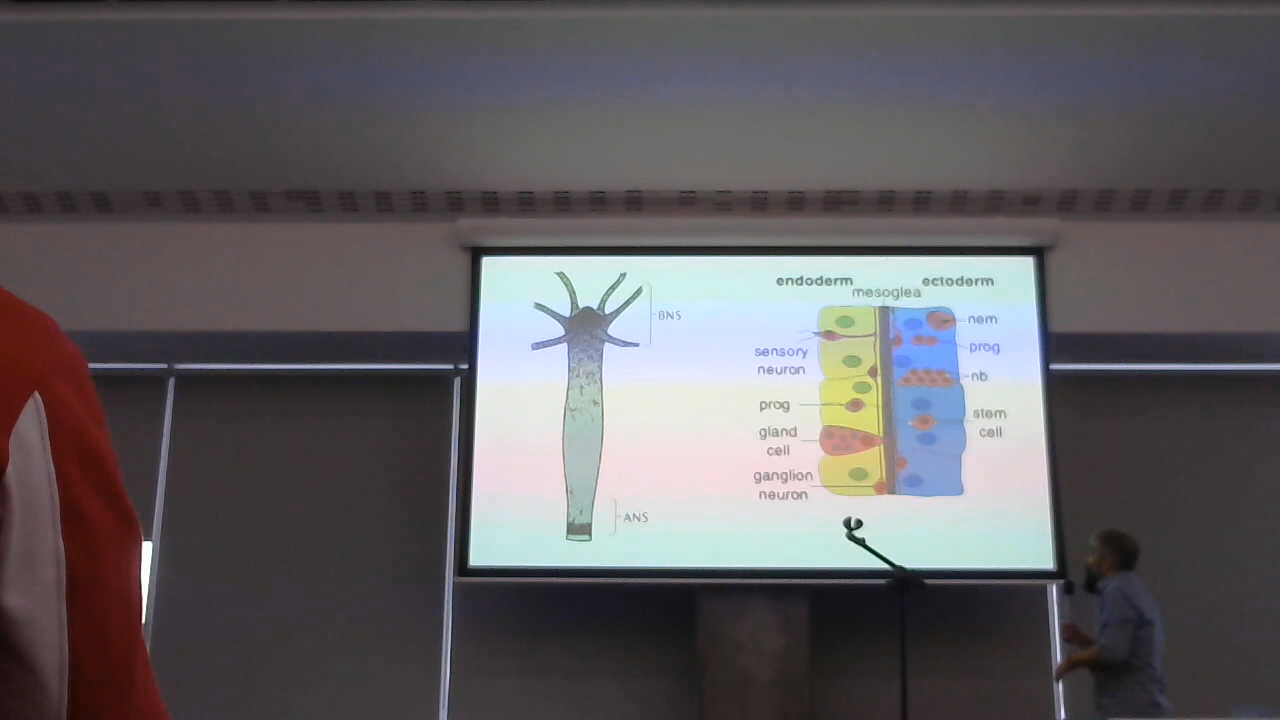 BNS
ANS
endoderm
ectoderm
mesoglea
sensory
neuron
prog
gland
cell
ganglion
neuron
nem
prog
nb
stem
cell